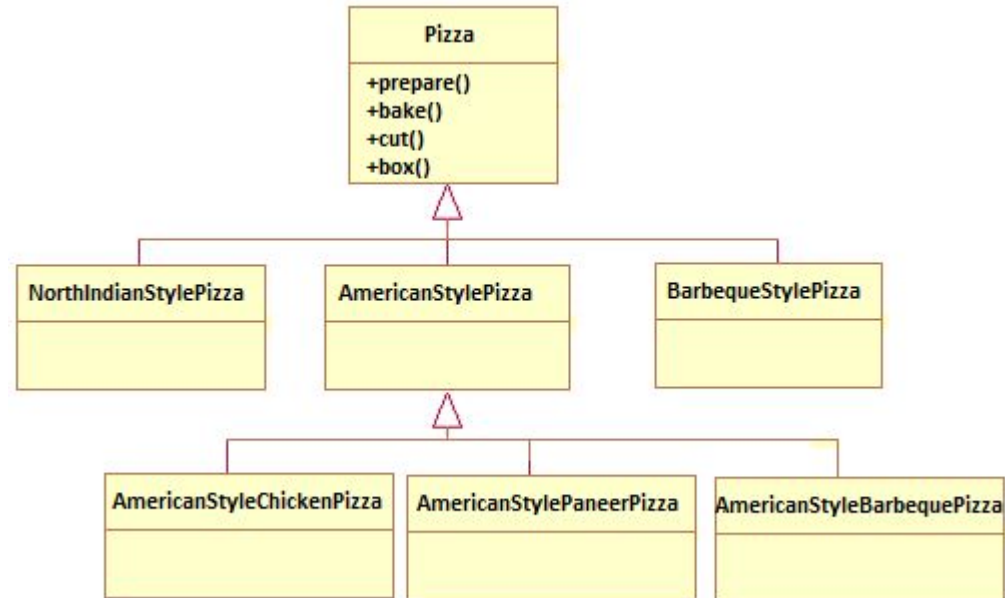 Pizza
+prepare()
+bake()
+cut()
+box()
NorthIndianStylePizza
AmericanStylePizza
BarbequeStylePizza
AmericanStyleChickenPizza
AmericanStylePaneerPizza
AmericanStyleBarbequePizza